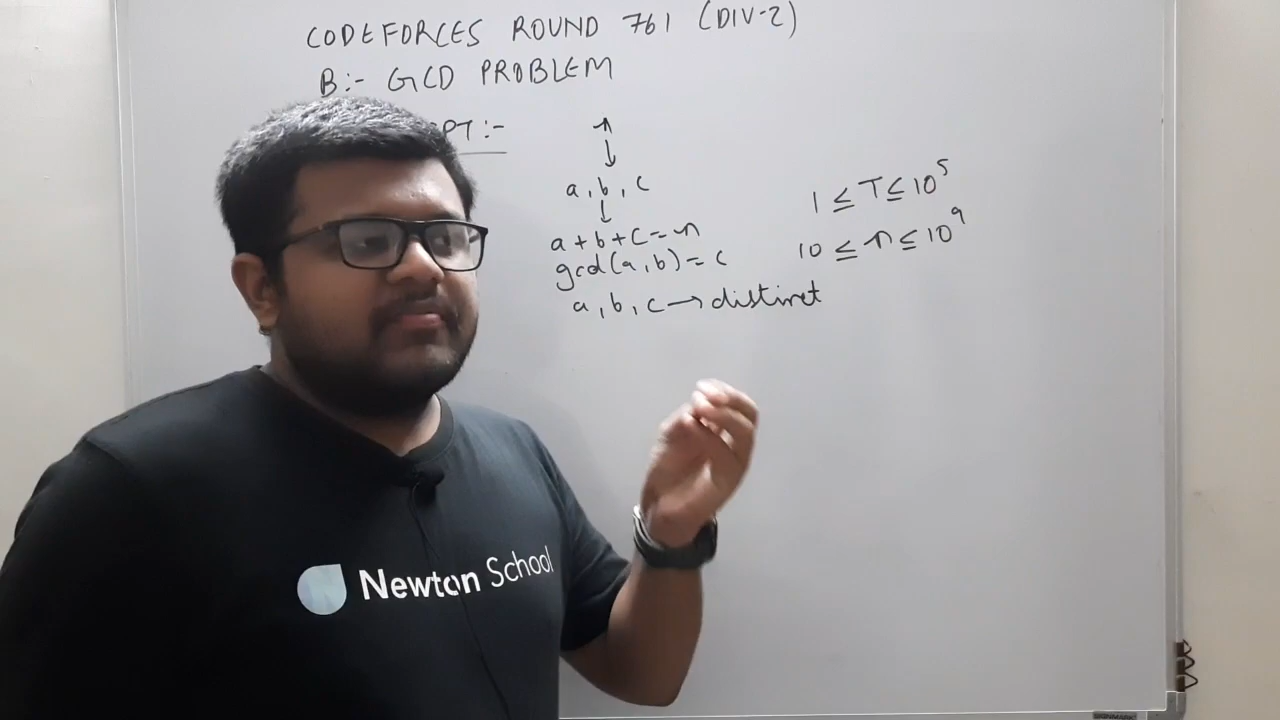 CODEFORCES ROUND 761 (DIV-2)
B:- GCD PROBLEM
PT:-
n
a, b, c
a+b+c=n
gcd(a,b)=c
a, b, c → distinct
1 ≤ T ≤ 10⁵
10 ≤ n ≤ 10⁹
Newton School